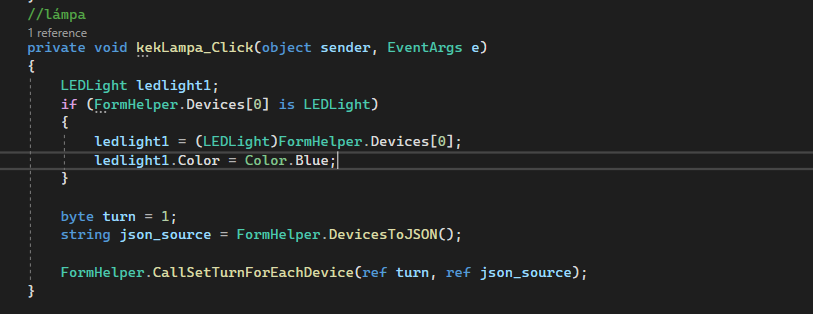 //lámpa
1 reference
private void kekLampa_Click(object sender, EventArgs e)
{
LEDLight ledlight1;
if (FormHelper.Devices[0] is LEDLight)
{
ledlight1 = (LEDLight)FormHelper.Devices[0];
ledlight1.Color = Color.Blue;
}
byte turn = 1;
string json_source = FormHelper.DevicesToJSON();
FormHelper.CallSetTurnForEachDevice(ref turn, ref json_source);
}